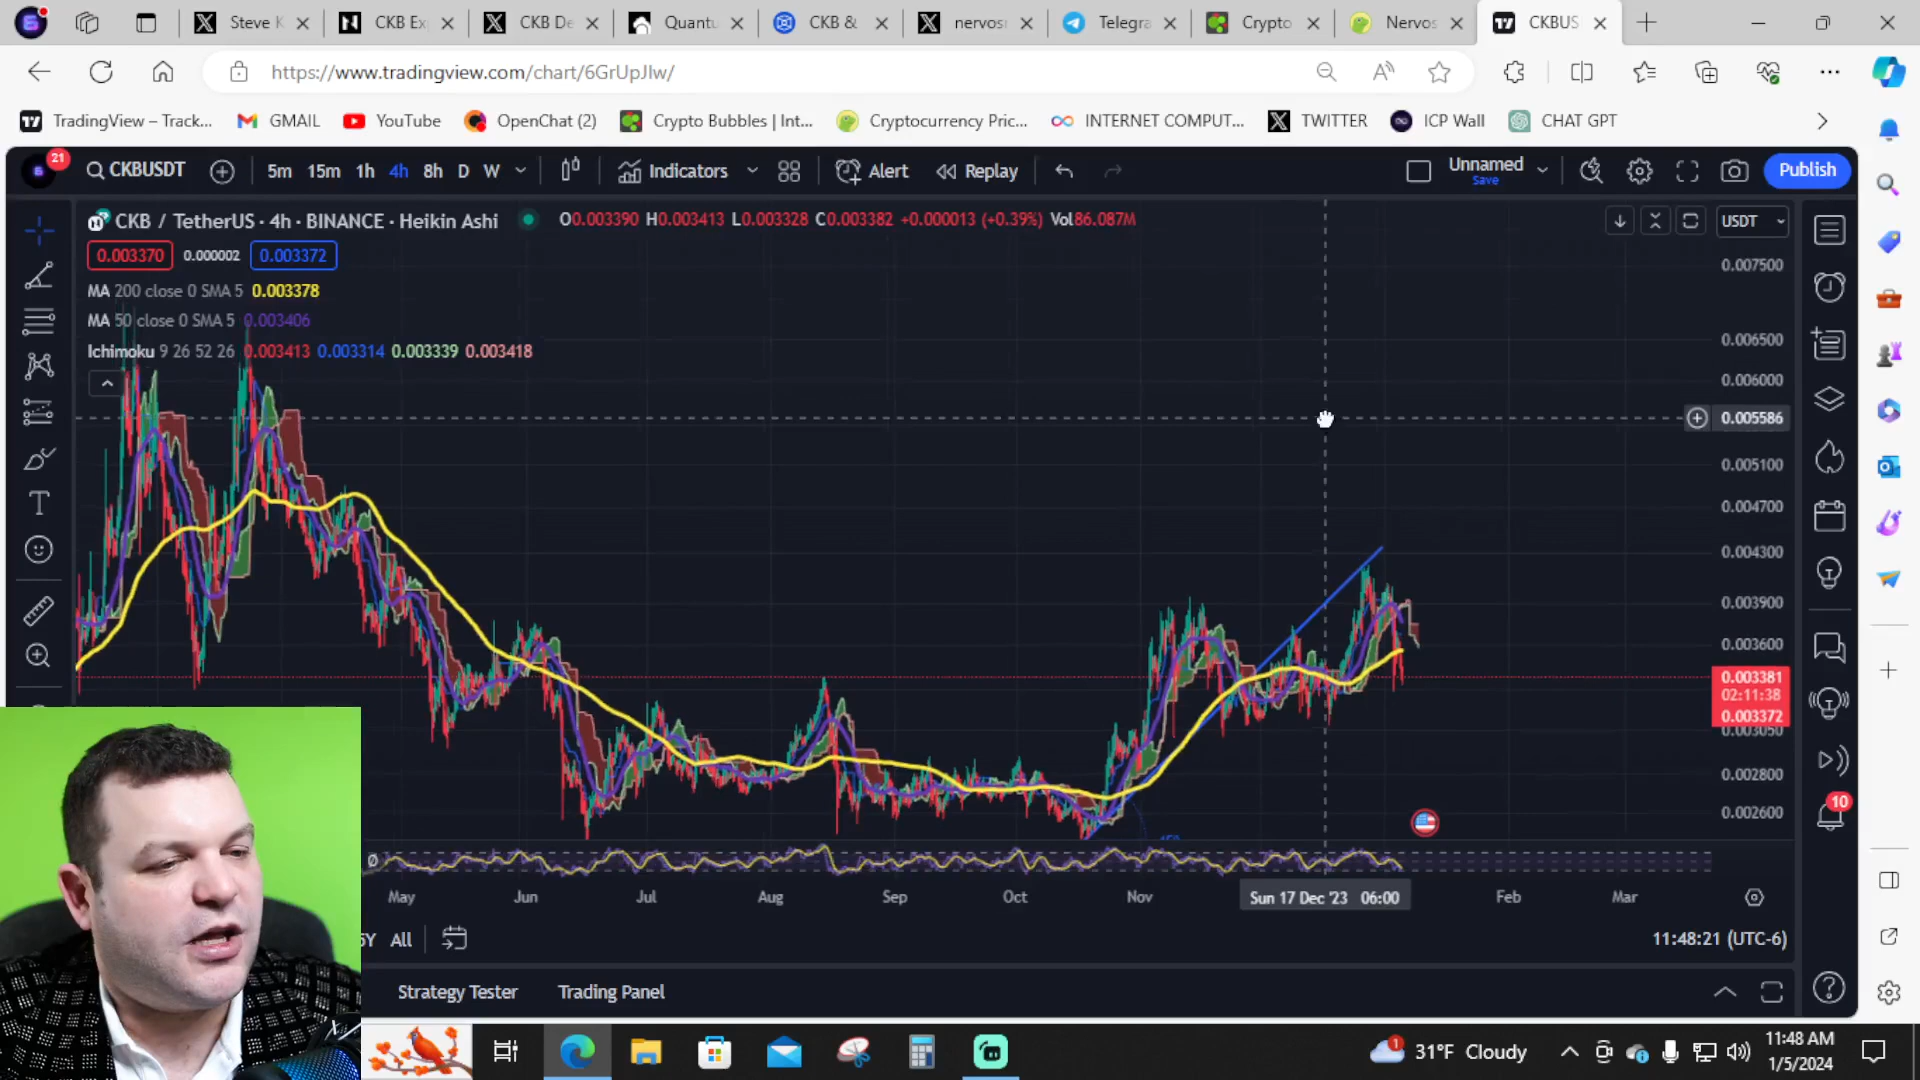 Steve K
CKB Ex
CKB De
Quantu
CKB &
nervos
Telegra
Crypto
Nervos
CKBUS
https://www.tradingview.com/chart/6GrUpJIw/
TradingView – Track...
GMAIL
YouTube
OpenChat (2)
Crypto Bubbles | Int...
Cryptocurrency Pric...
INTERNET COMPUT...
TWITTER
ICP Wall
CHAT GPT
21
CKBUSDT
5m 15m 1h 4h 8h D W
Indicators
Alert
Replay
Unnamed
Save
Publish
CKB / TetherUS · 4h · BINANCE · Heikin Ashi
O0.003390 H0.003413 L0.003328 C0.003382 +0.000013 (+0.39%) Vol86.087M
USDT
0.003370 0.000002 0.003372
MA 200 close 0 SMA 5 0.003378
MA 50 close 0 SMA 5 0.003406
Ichimoku 9 26 52 26 0.003413 0.003314 0.003339 0.003418
0.007500
0.006500
0.006000
0.005586
0.005100
0.004700
0.004300
0.003900
0.003600
0.003381
02:11:38
0.003372
0.003050
0.002800
0.002600
10
May Jun Jul Aug Sep Oct Nov Sun 17 Dec '23 06:00 Feb Mar
5Y All
11:48:21 (UTC-6)
Strategy Tester
Trading Panel
1
31°F Cloudy
11:48 AM
1/5/2024